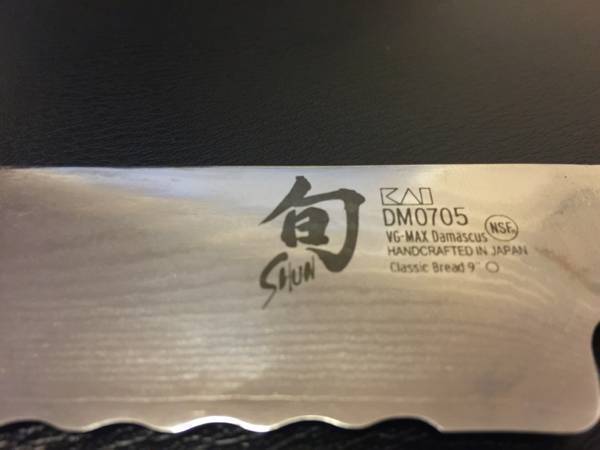 旬
SHUN
KAI
DM0705
VG-MAX Damascus
NSF®
HANDCRAFTED IN JAPAN
Classic Bread 9"